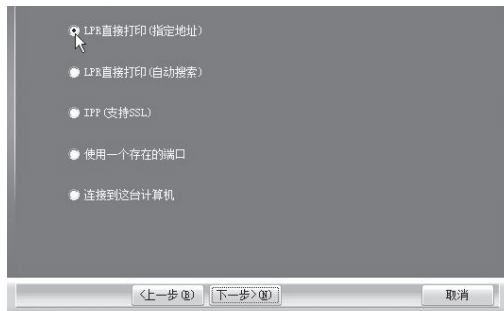 LPR直接打印(指定地址)
LPR直接打印(自动搜索)
IPP(支持SSL)
使用一个存在的端口
连接到这台计算机
<上一步(B) 下一步>(N) 取消